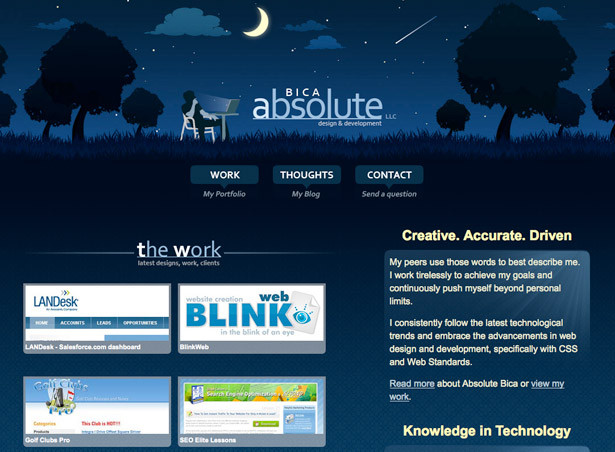 BICA
absolute LLC
design & development
WORK THOUGHTS CONTACT
My Portfolio My Blog Send a question
the work
latest designs, work, clients
LANDesk
HOME ACCOUNTS LEADS OPPORTUNITIES
LANDesk - Salesforce.com dashboard
website creation web
BLINK
in the blink of an eye
BlinkWeb
Golf Clubs
Categories
Products
This Club is HOT!!!
Golf Clubs Pro
Search Engine Optimization
SEO Elite Lessons
Creative. Accurate. Driven
My peers use those words to best describe me.
I work tirelessly to achieve my goals and
continuously push myself beyond personal
limits.
I consistently follow the latest technological
trends and embrace the advancements in web
design and development, specifically with CSS
and Web Standards.
Read more about Absolute Bica or view my
work.
Knowledge in Technology